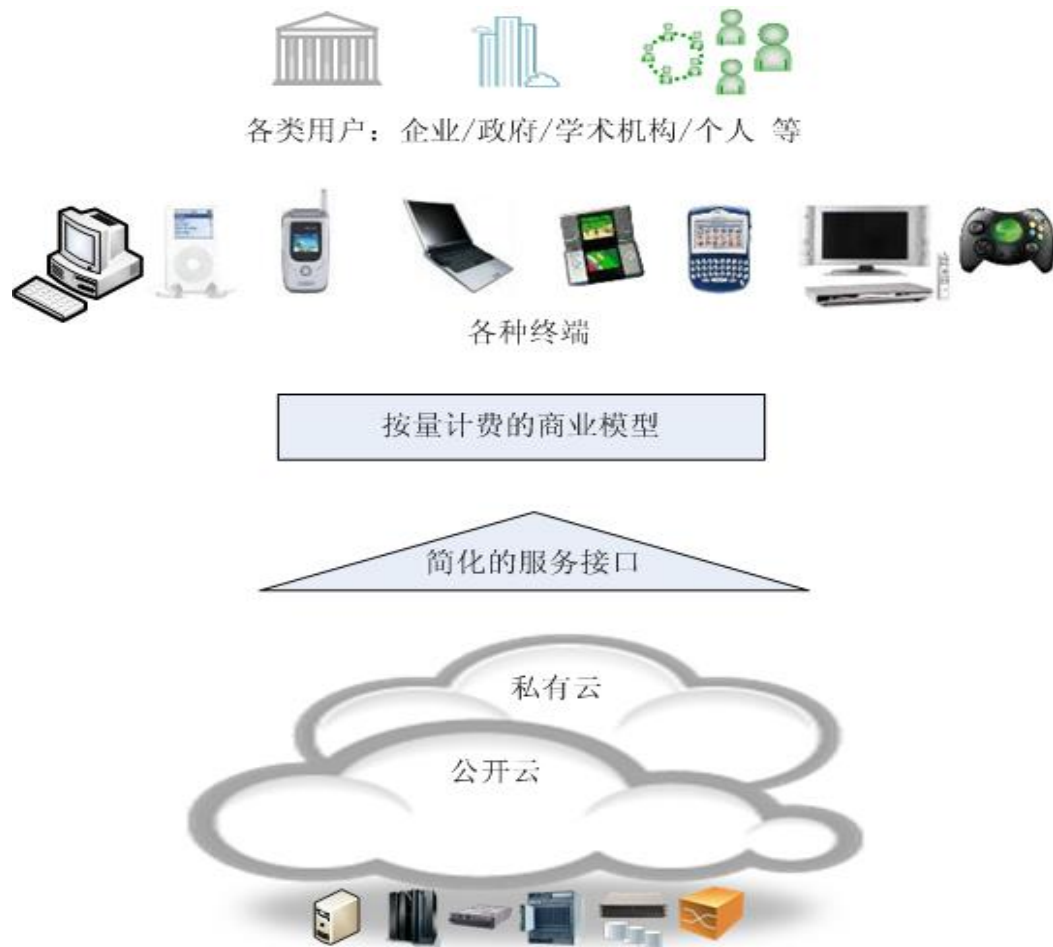 各类用户：企业/政府/学术机构/个人 等
各种终端
按量计费的商业模型
简化的服务接口
私有云
公开云